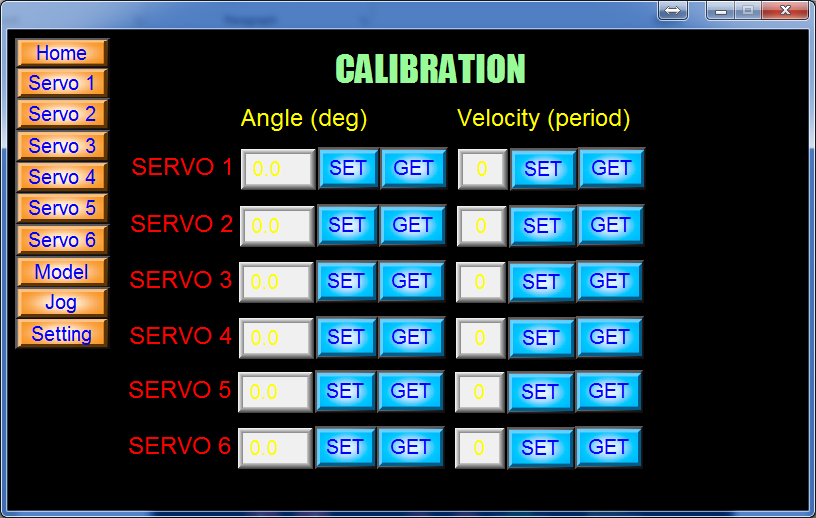 Home
Servo 1
Servo 2
Servo 3
Servo 4
Servo 5
Servo 6
Model
Jog
Setting
CALIBRATION
Angle (deg) Velocity (period)
SERVO 1 0.0 SET GET 0 SET GET
SERVO 2 0.0 SET GET 0 SET GET
SERVO 3 0.0 SET GET 0 SET GET
SERVO 4 0.0 SET GET 0 SET GET
SERVO 5 0.0 SET GET 0 SET GET
SERVO 6 0.0 SET GET 0 SET GET